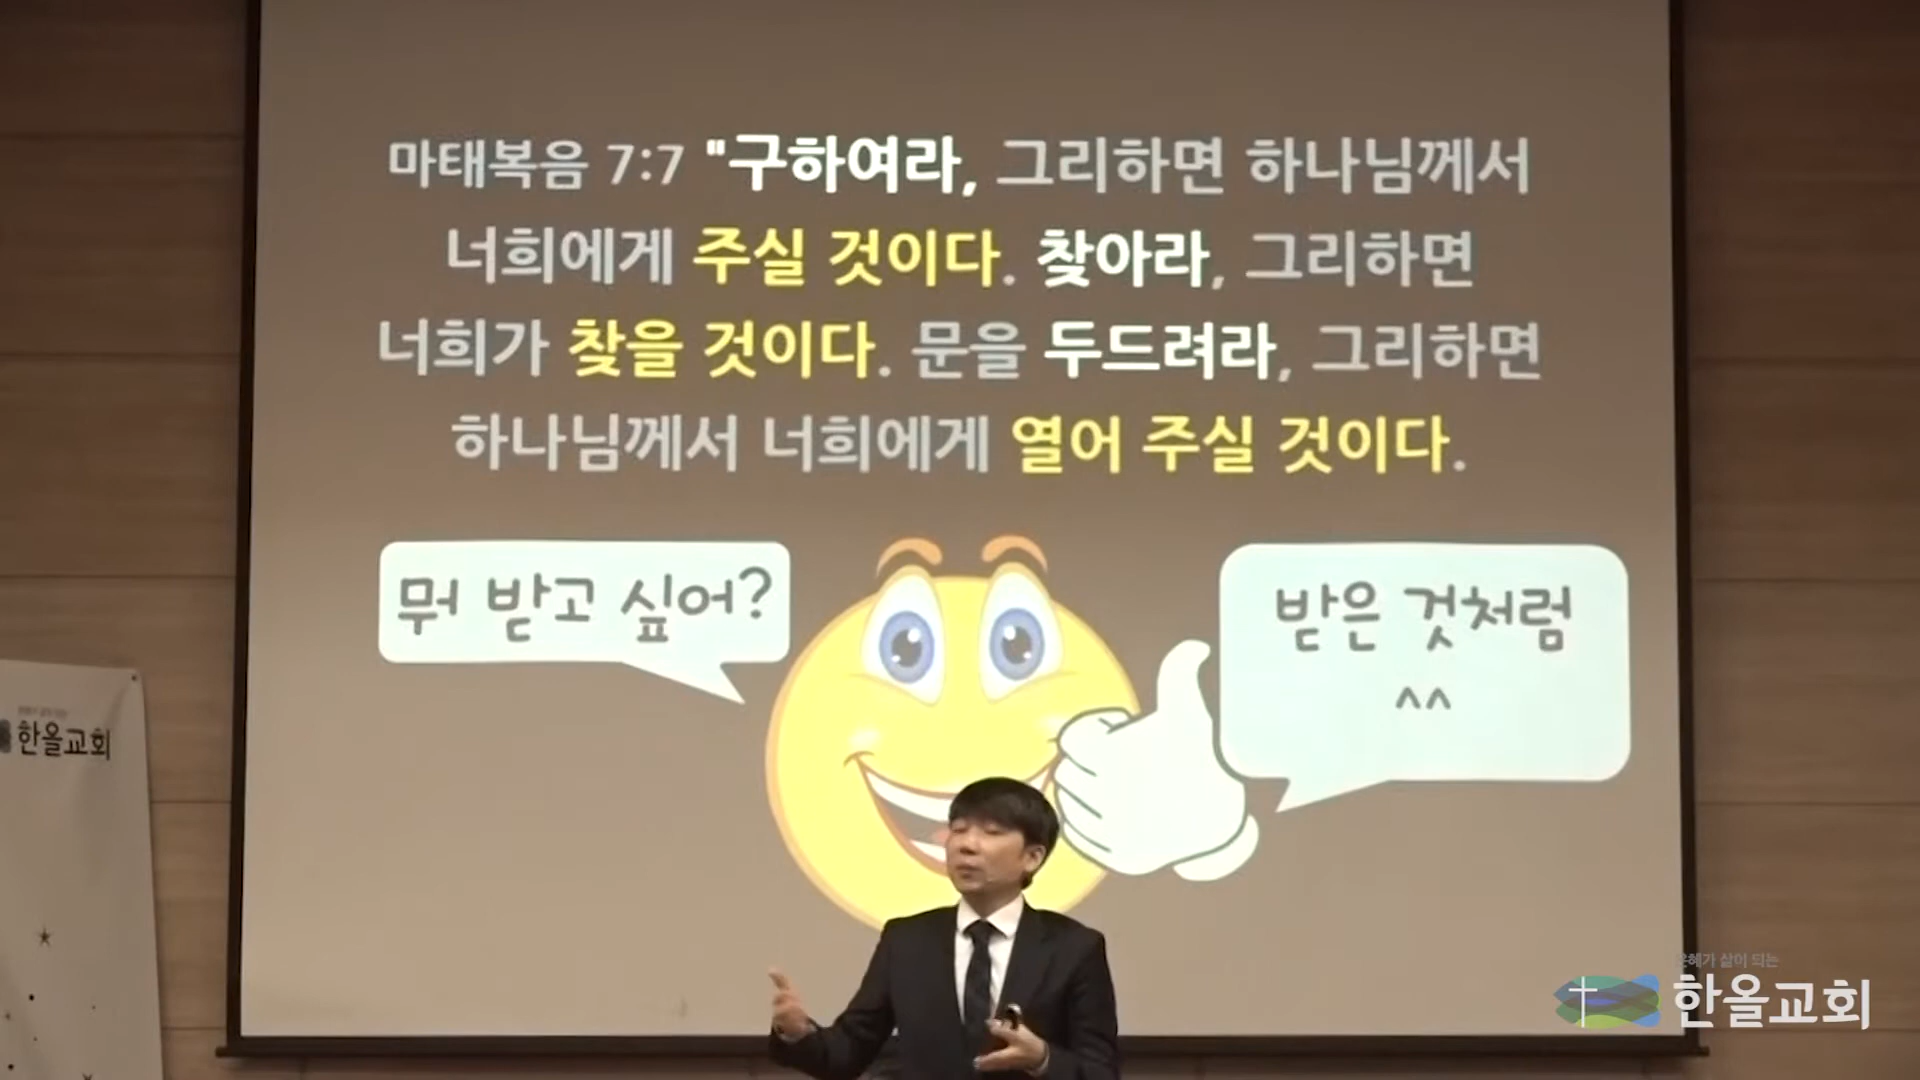 마태복음 7:7 "구하여라, 그리하면 하나님께서
너희에게 주실 것이다. 찾아라, 그리하면
너희가 찾을 것이다. 문을 두드려라, 그리하면
하나님께서 너희에게 열어 주실 것이다.
뭐 받고 싶어?
받은 것처럼
^^
한올교회
은혜가 삶이 되는
한올교회